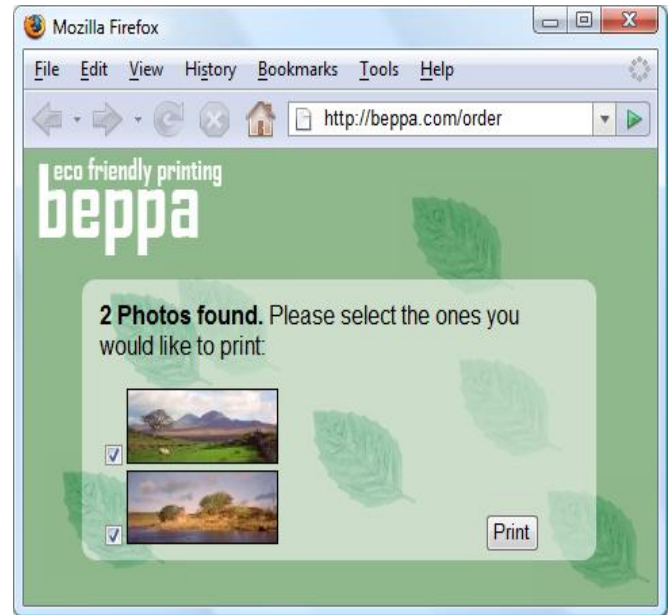 Mozilla Firefox
File Edit View History Bookmarks Tools Help
http://beppa.com/order
eco friendly printing
beppa
2 Photos found. Please select the ones you
would like to print:
Print